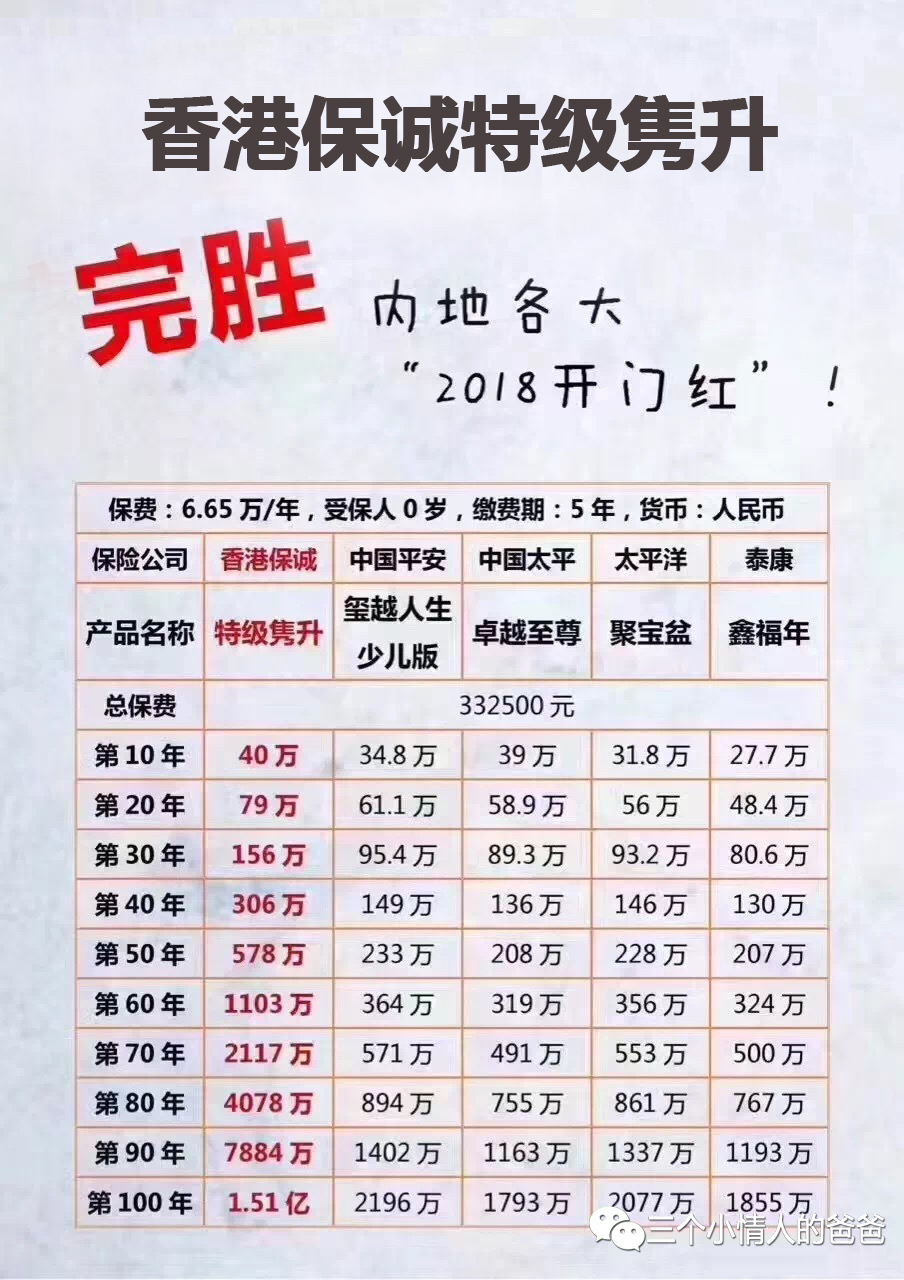 香港保诚特级隽升
完胜
内地各大
“2018开门红”！
保费：6.65万/年，受保人0岁，缴费期：5年，货币：人民币
保险公司 香港保诚 中国平安 中国太平 太平洋 泰康
产品名称 特级隽升 玺越人生少儿版 卓越至尊 聚宝盆 鑫福年
总保费 332500元
第10年 40万 34.8万 39万 31.8万 27.7万
第20年 79万 61.1万 58.9万 56万 48.4万
第30年 156万 95.4万 89.3万 93.2万 80.6万
第40年 306万 149万 136万 146万 130万
第50年 578万 233万 208万 228万 207万
第60年 1103万 364万 319万 356万 324万
第70年 2117万 571万 491万 553万 500万
第80年 4078万 894万 755万 861万 767万
第90年 7884万 1402万 1163万 1337万 1193万
第100年 1.51亿 2196万 1793万 2077万 1855万
三个小情人的爸爸